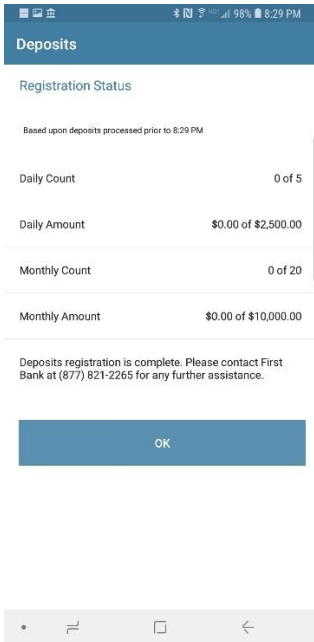 98% 8:29 PM
Deposits
Registration Status
Based upon deposits processed prior to 8:29 PM
Daily Count 0 of 5
Daily Amount $0.00 of $2,500.00
Monthly Count 0 of 20
Monthly Amount $0.00 of $10,000.00
Deposits registration is complete. Please contact First
Bank at (877) 821-2265 for any further assistance.
OK